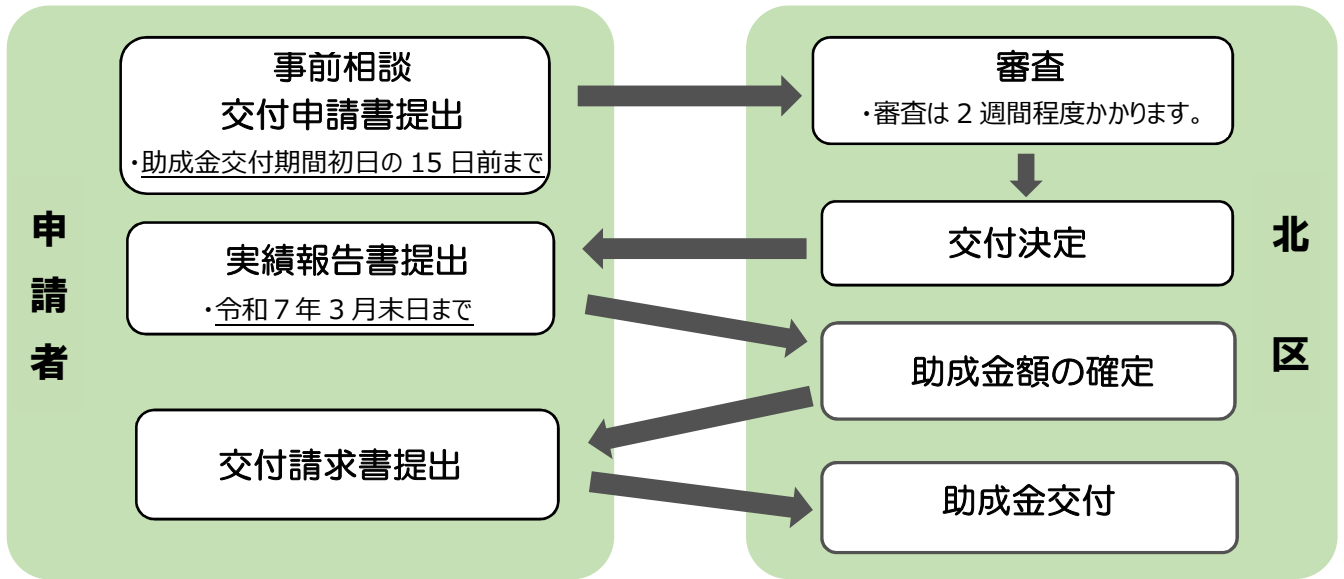 申請者
事前相談
交付申請書提出
・助成金交付期間初日の 15 日前まで
実績報告書提出
・令和７年３月末日まで
交付請求書提出
審査
・審査は２週間程度かかります。
交付決定
助成金額の確定
助成金交付
北区